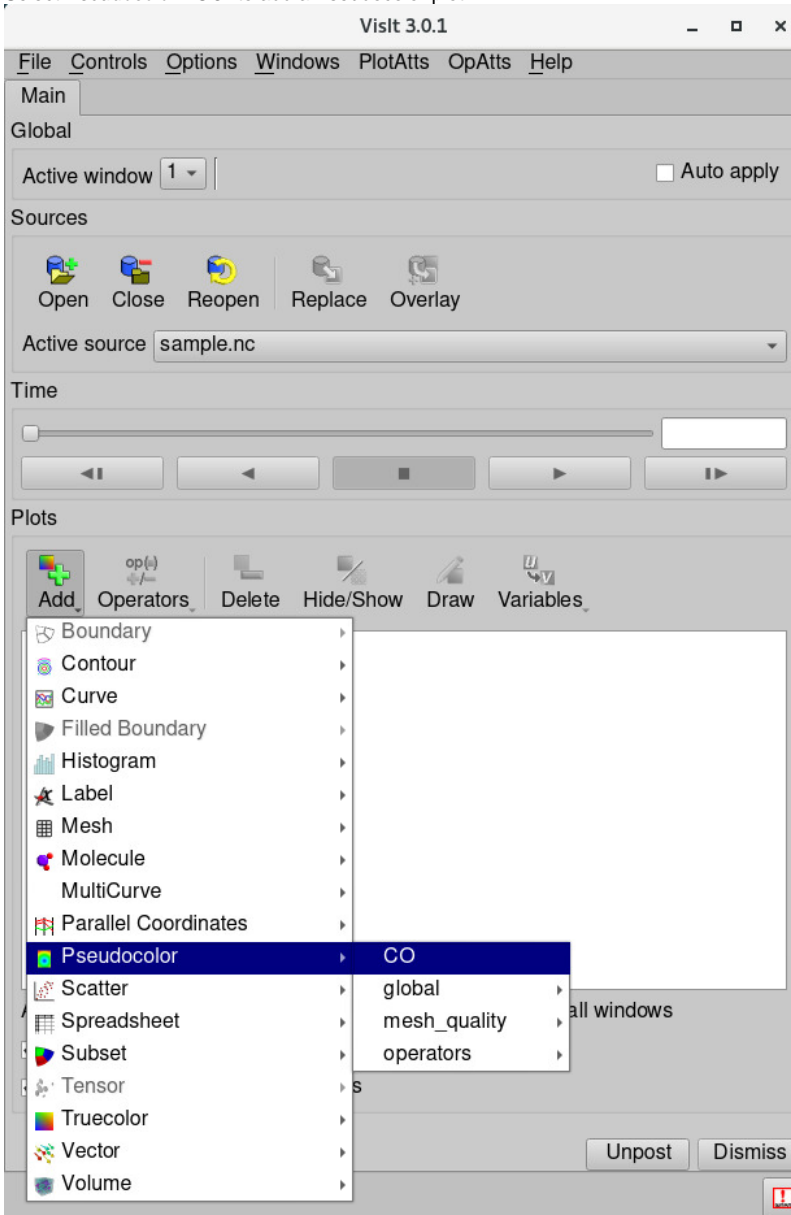 VisIt 3.0.1
File Controls Options Windows PlotAtts OpAtts Help
Main
Global
Active window 1
Auto apply
Sources
Open Close Reopen Replace Overlay
Active source sample.nc
Time
Plots
op(=)
+/–
Add Operators Delete Hide/Show Draw Variables
Boundary
Contour
Curve
Filled Boundary
Histogram
Label
Mesh
Molecule
MultiCurve
Parallel Coordinates
Pseudocolor CO
Scatter global
Spreadsheet mesh_quality all windows
Subset operators
Tensor s
Truecolor
Vector Unpost Dismiss
Volume